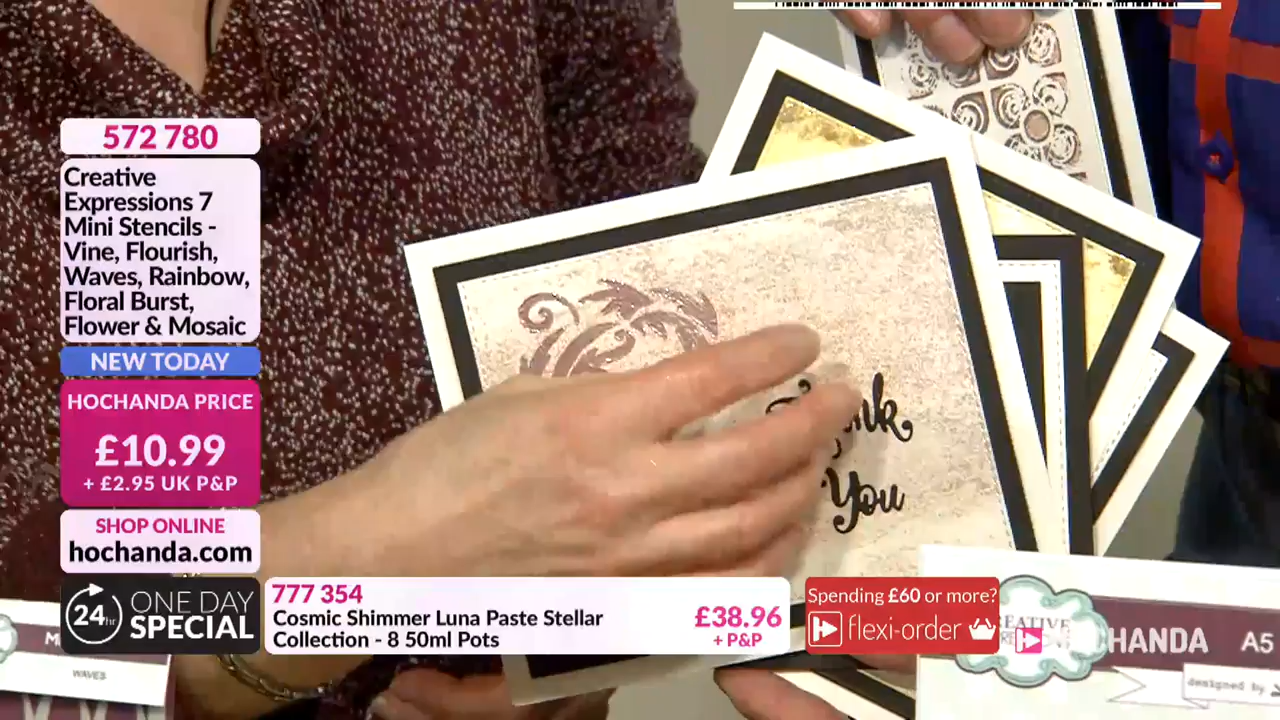 572 780
Creative
Expressions 7
Mini Stencils -
Vine, Flourish,
Waves, Rainbow,
Floral Burst,
Flower & Mosaic
NEW TODAY
HOCHANDA PRICE
£10.99
+ £2.95 UK P&P
SHOP ONLINE
hochanda.com
24hr ONE DAY
SPECIAL
777 354
Cosmic Shimmer Luna Paste Stellar
Collection - 8 50ml Pots
£38.96
+ P&P
Spending £60 or more?
flexi-order
You
WAVES
HOCHANDA
A5
designed by